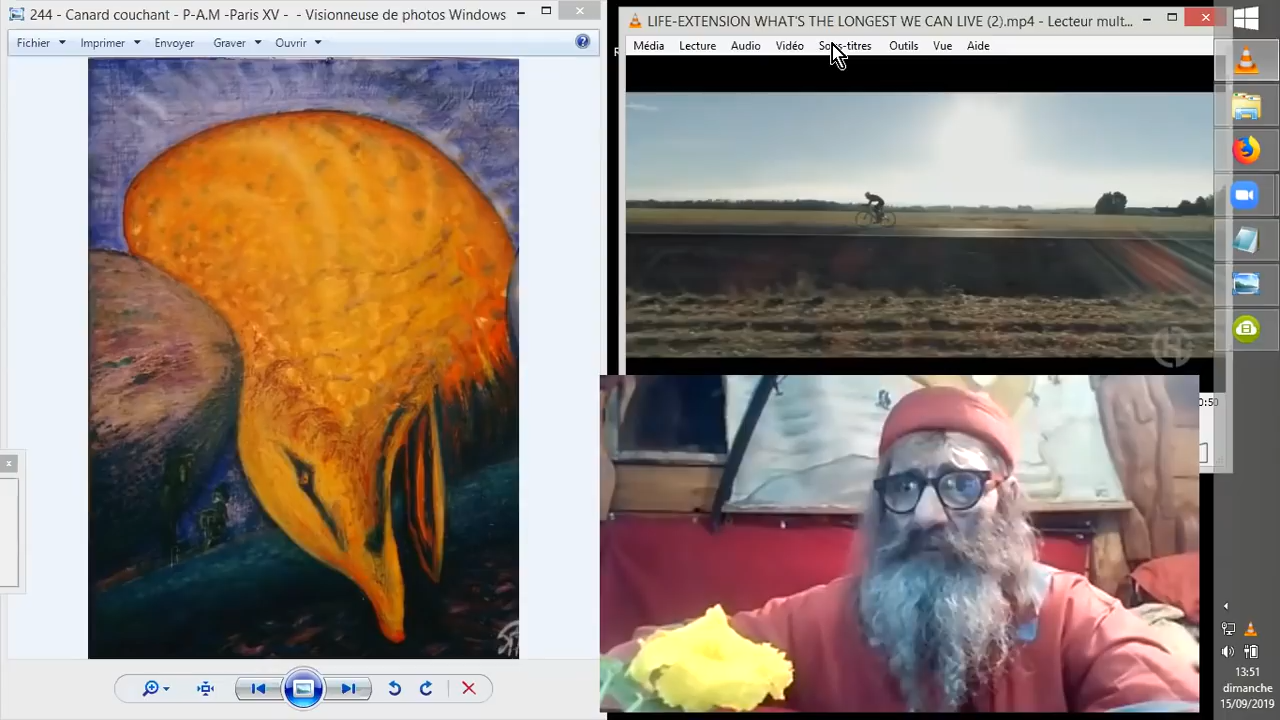 244 - Canard couchant - P-A-M -Paris XV - - Visionneuse de photos Windows
Fichier Imprimer Envoyer Graver Ouvrir
LIFE-EXTENSION WHAT'S THE LONGEST WE CAN LIVE (2).mp4 - Lecteur mult...
Média Lecture Audio Vidéo Sous-titres Outils Vue Aide
0:50
13:51
dimanche
15/09/2019